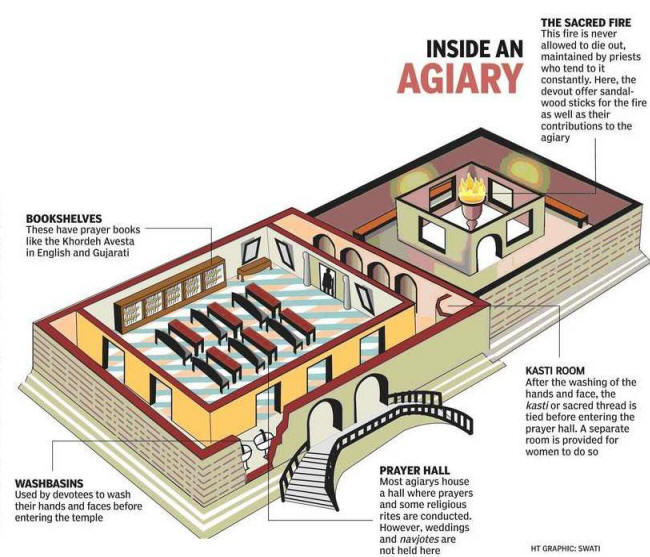 INSIDE AN
AGIARY
THE SACRED FIRE
This fire is never
allowed to die out,
maintained by priests
who tend to it
constantly. Here, the
devout offer sandal-
wood sticks for the fire
as well as their
contributions to the
agiary
BOOKSHELVES
These have prayer books
like the Khordeh Avesta
in English and Gujarati
KASTI ROOM
After the washing of the
hands and face, the
kasti or sacred thread is
tied before entering the
prayer hall. A separate
room is provided for
women to do so
WASHBASINS
Used by devotees to wash
their hands and faces before
entering the temple
PRAYER HALL
Most agiarys house
a hall where prayers
and some religious
rites are conducted.
However, weddings
and navjotes are
not held here
HT GRAPHIC: SWATI